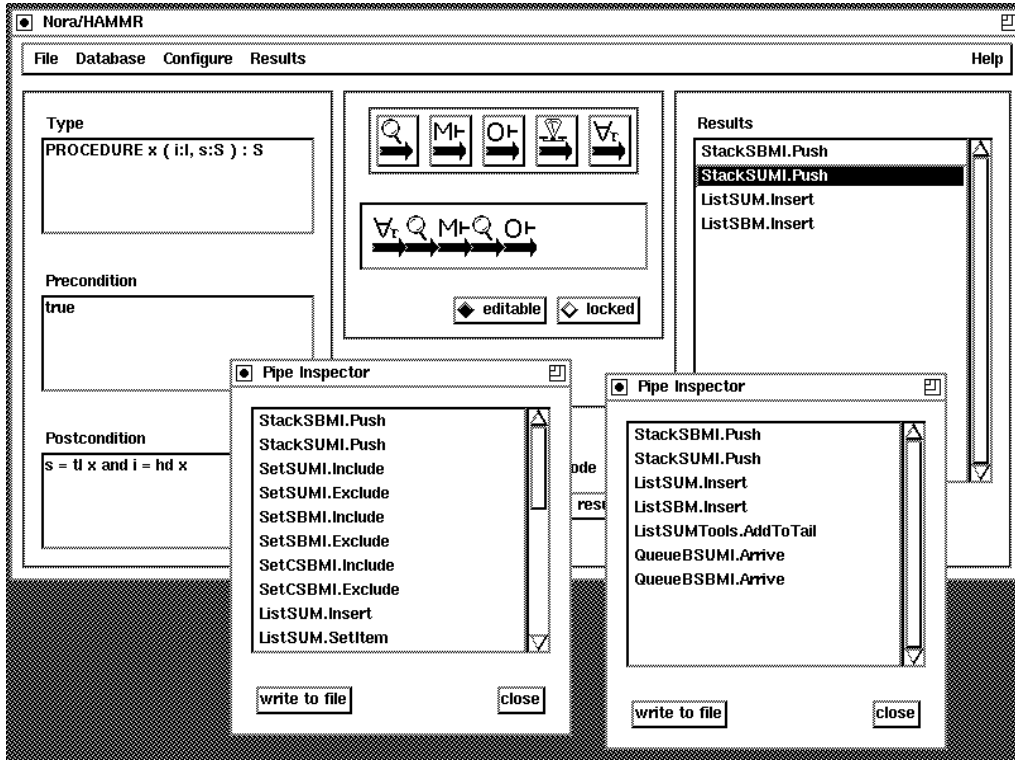 Nora/HAMMR
File Database Configure Results Help
Type
PROCEDURE x ( i:I, s:S ) : S
Precondition
true
Postcondition
s = tl x and i = hd x
M⊢ O⊢ ∀τ
∀τ M⊢ O⊢
editable locked
Results
StackSBMI.Push
StackSUMI.Push
ListSUM.Insert
ListSBM.Insert
ode
resu
Pipe Inspector
StackSBMI.Push
StackSUMI.Push
SetSUMI.Include
SetSUMI.Exclude
SetSBMI.Include
SetSBMI.Exclude
SetCSBMI.Include
SetCSBMI.Exclude
ListSUM.Insert
ListSUM.SetItem
write to file close
Pipe Inspector
StackSBMI.Push
StackSUMI.Push
ListSUM.Insert
ListSBM.Insert
ListSUMTools.AddToTail
QueueBSUMI.Arrive
QueueBSBMI.Arrive
write to file close